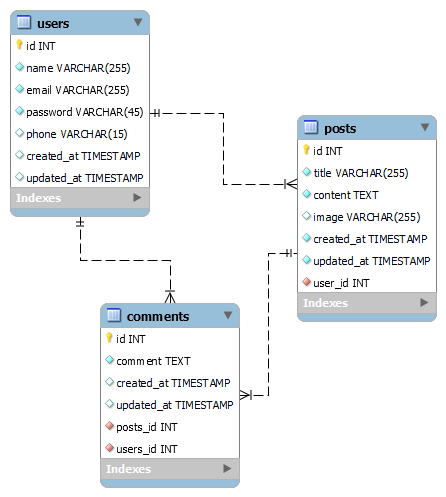 users
id INT
name VARCHAR(255)
email VARCHAR(255)
password VARCHAR(45)
phone VARCHAR(15)
created_at TIMESTAMP
updated_at TIMESTAMP
Indexes
posts
id INT
title VARCHAR(255)
content TEXT
image VARCHAR(255)
created_at TIMESTAMP
updated_at TIMESTAMP
user_id INT
Indexes
comments
id INT
comment TEXT
created_at TIMESTAMP
updated_at TIMESTAMP
posts_id INT
users_id INT
Indexes